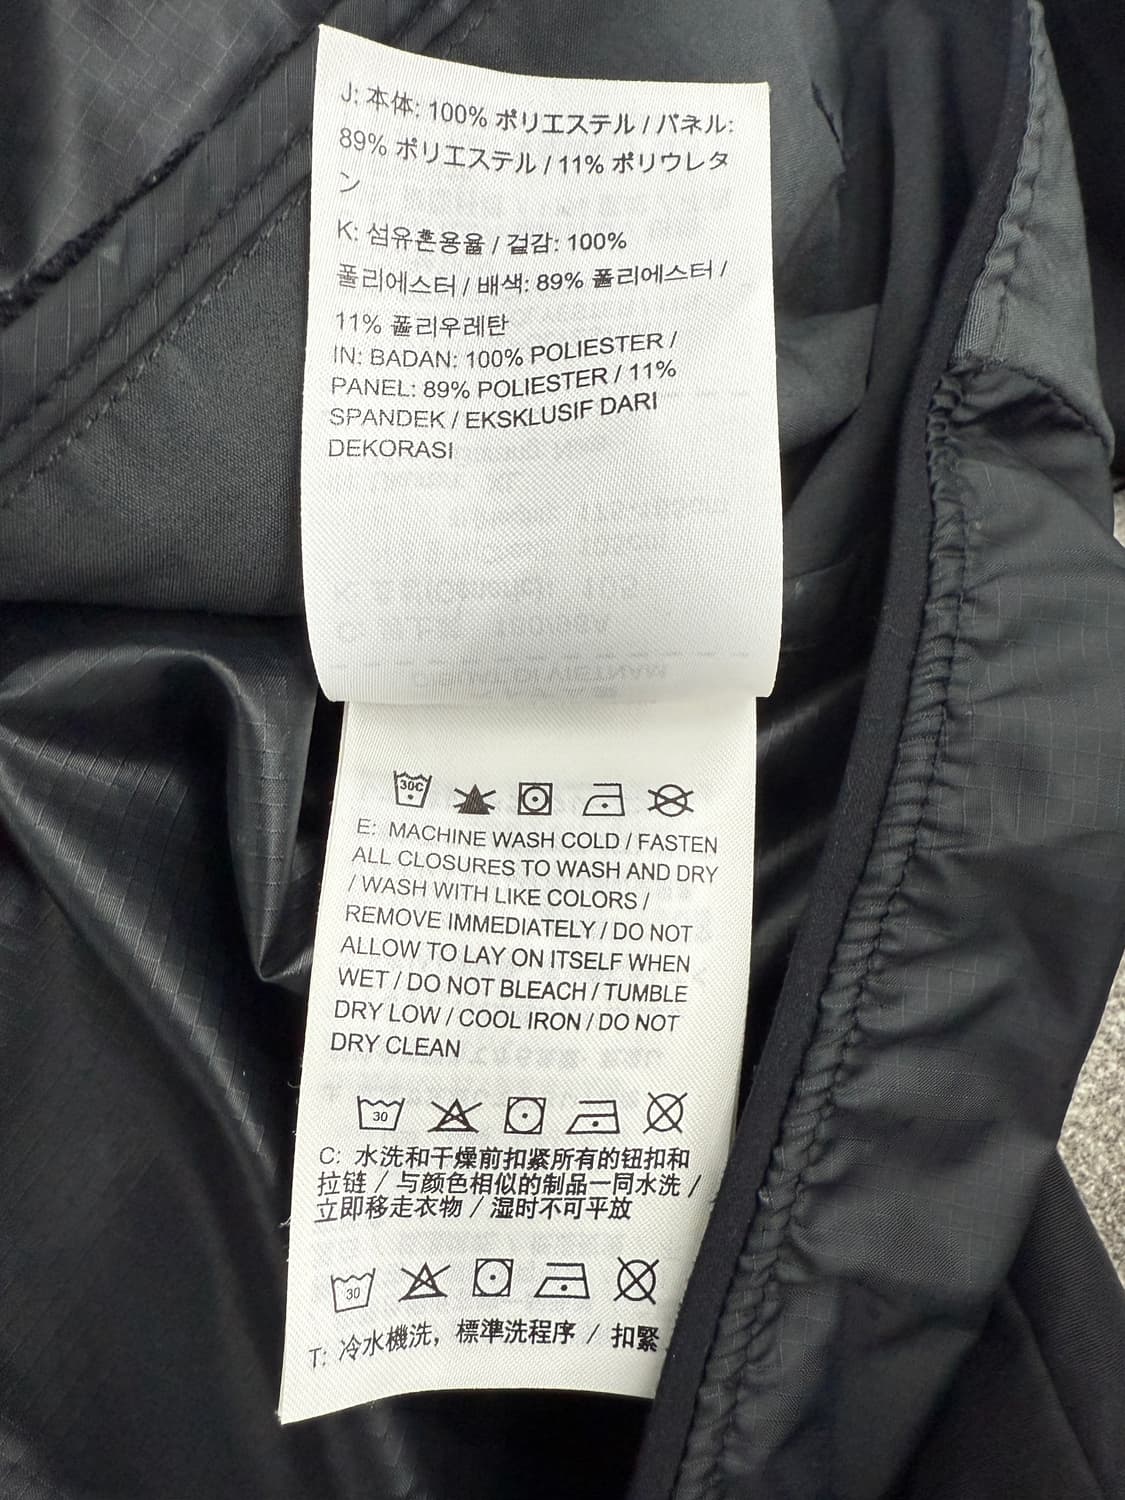 J: 本体: 100% ポリエステル / パネル:
89% ポリエステル / 11% ポリウレタ
ン
K: 섬유혼용율 / 겉감: 100%
폴리에스터 / 배색: 89% 폴리에스터 /
11% 폴리우레탄
IN: BADAN: 100% POLIESTER /
PANEL: 89% POLIESTER / 11%
SPANDEK / EKSKLUSIF DARI
DEKORASI
30C
E: MACHINE WASH COLD / FASTEN
ALL CLOSURES TO WASH AND DRY
/ WASH WITH LIKE COLORS /
REMOVE IMMEDIATELY / DO NOT
ALLOW TO LAY ON ITSELF WHEN
WET / DO NOT BLEACH / TUMBLE
DRY LOW / COOL IRON / DO NOT
DRY CLEAN
30
C: 水洗和干燥前扣紧所有的钮扣和
拉链 / 与颜色相似的制品一同水洗 /
立即移走衣物 / 湿时不可平放
30
T: 冷水機洗，標準洗程序 / 扣緊